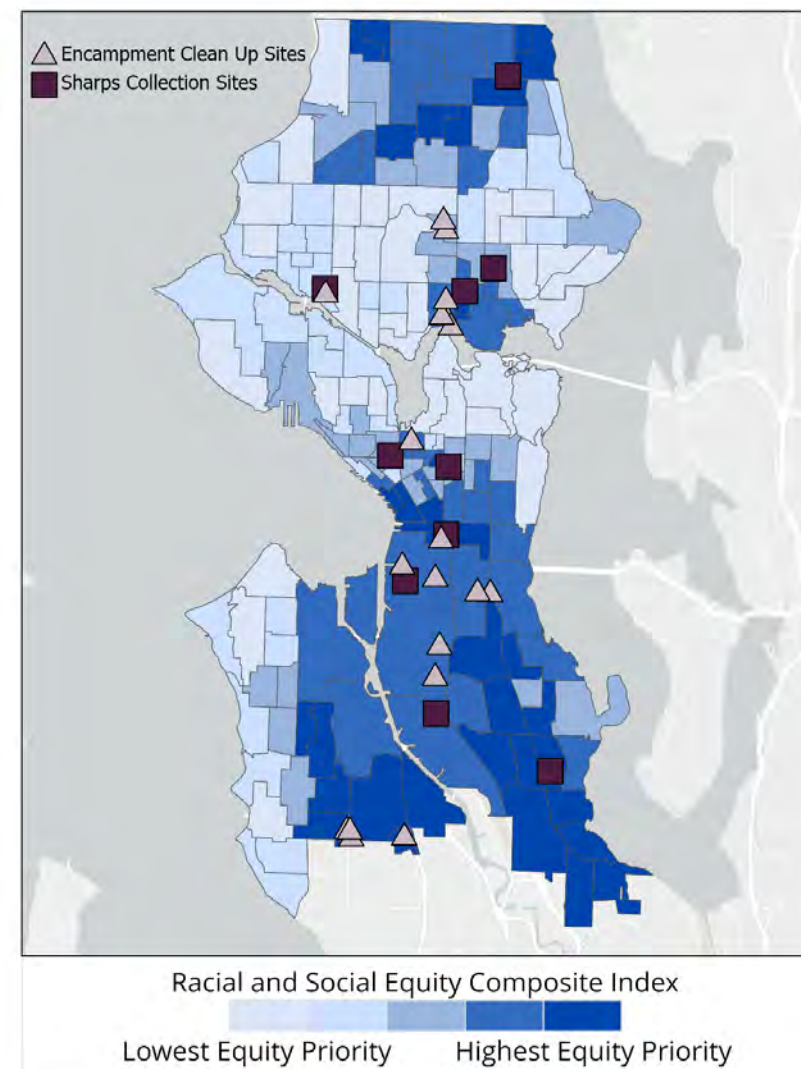 Encampment Clean Up Sites
Sharps Collection Sites
Racial and Social Equity Composite Index
Lowest Equity Priority Highest Equity Priority